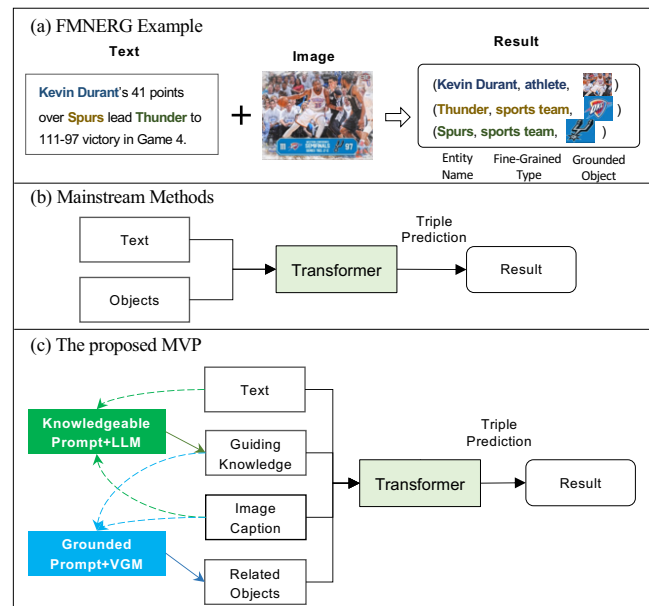 (a) FMNERG Example
Text
Image
Result
Kevin Durant's 41 points
over Spurs lead Thunder to
111-97 victory in Game 4.
(Kevin Durant, athlete, )
(Thunder, sports team, )
(Spurs, sports team, )
Entity
Name
Fine-Grained
Type
Grounded
Object
(b) Mainstream Methods
Text
Objects
Transformer
Triple
Prediction
Result
(c) The proposed MVP
Text
Knowledgeable
Prompt+LLM
Guiding
Knowledge
Image
Caption
Grounded
Prompt+VGM
Related
Objects
Transformer
Triple
Prediction
Result